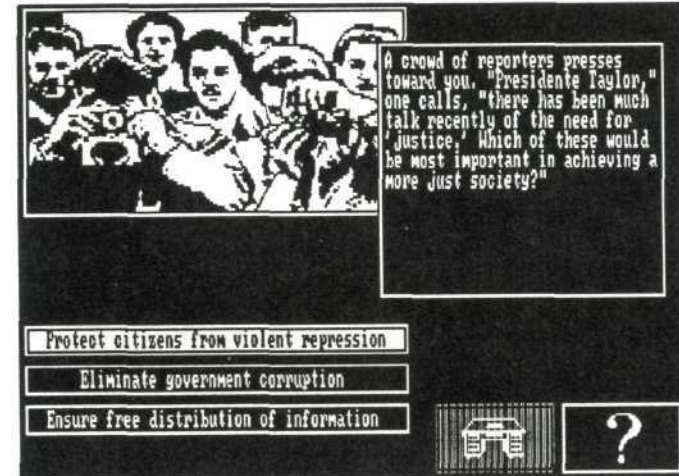 A crowd of reporters presses
toward you. "Presidente Taylor,"
one calls, "there has been much
talk recently of the need for
'justice.' Which of these would
be most important in achieving a
more just society?"
Protect citizens from violent repression
Eliminate government corruption
Ensure free distribution of information
?